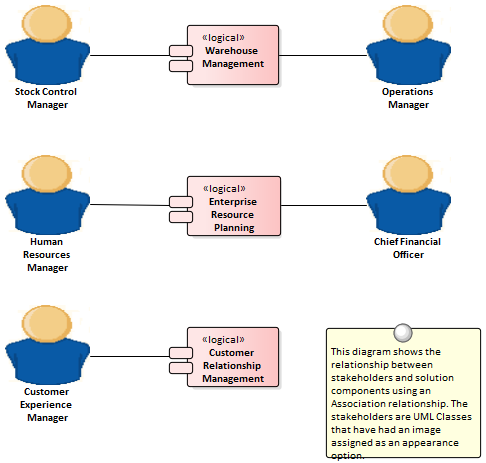 «logical»
Warehouse
Management
Stock Control
Manager
Operations
Manager
«logical»
Enterprise
Resource
Planning
Human
Resources
Manager
Chief Financial
Officer
«logical»
Customer
Relationship
Management
Customer
Experience
Manager
This diagram shows the
relationship between
stakeholders and solution
components using an
Association relationship. The
stakeholders are UML Classes
that have had an image
assigned as an appearance
option.